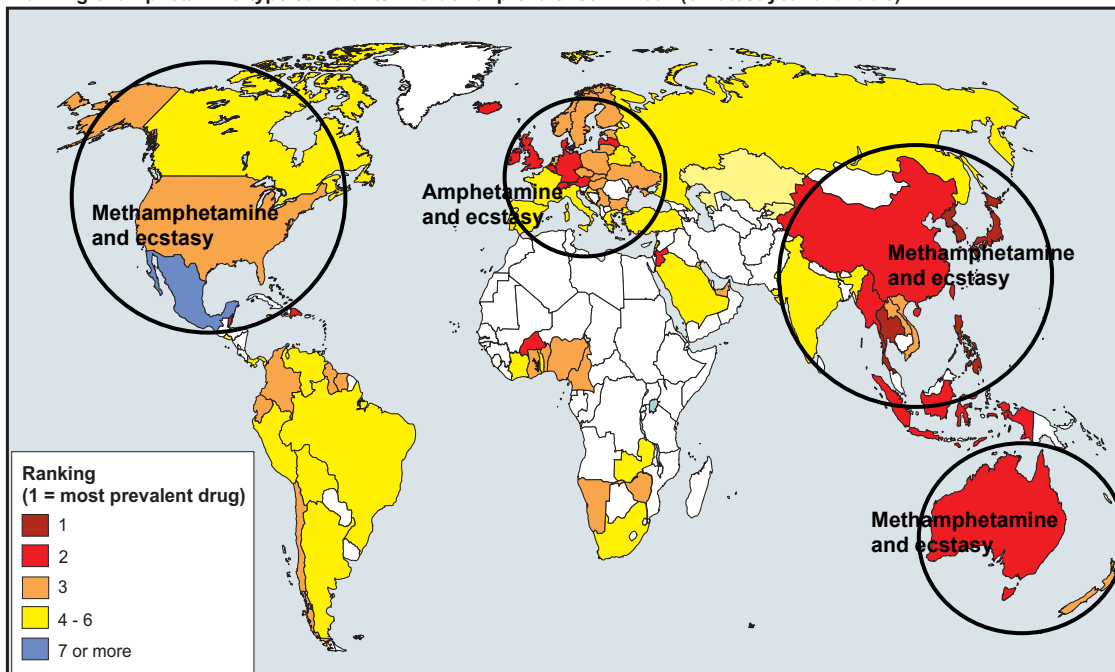 Methamphetamine
and ecstasy
Amphetamine
and ecstasy
Methamphetamine
and ecstasy
Methamphetamine
and ecstasy
Ranking
(1 = most prevalent drug)
1
2
3
4 - 6
7 or more